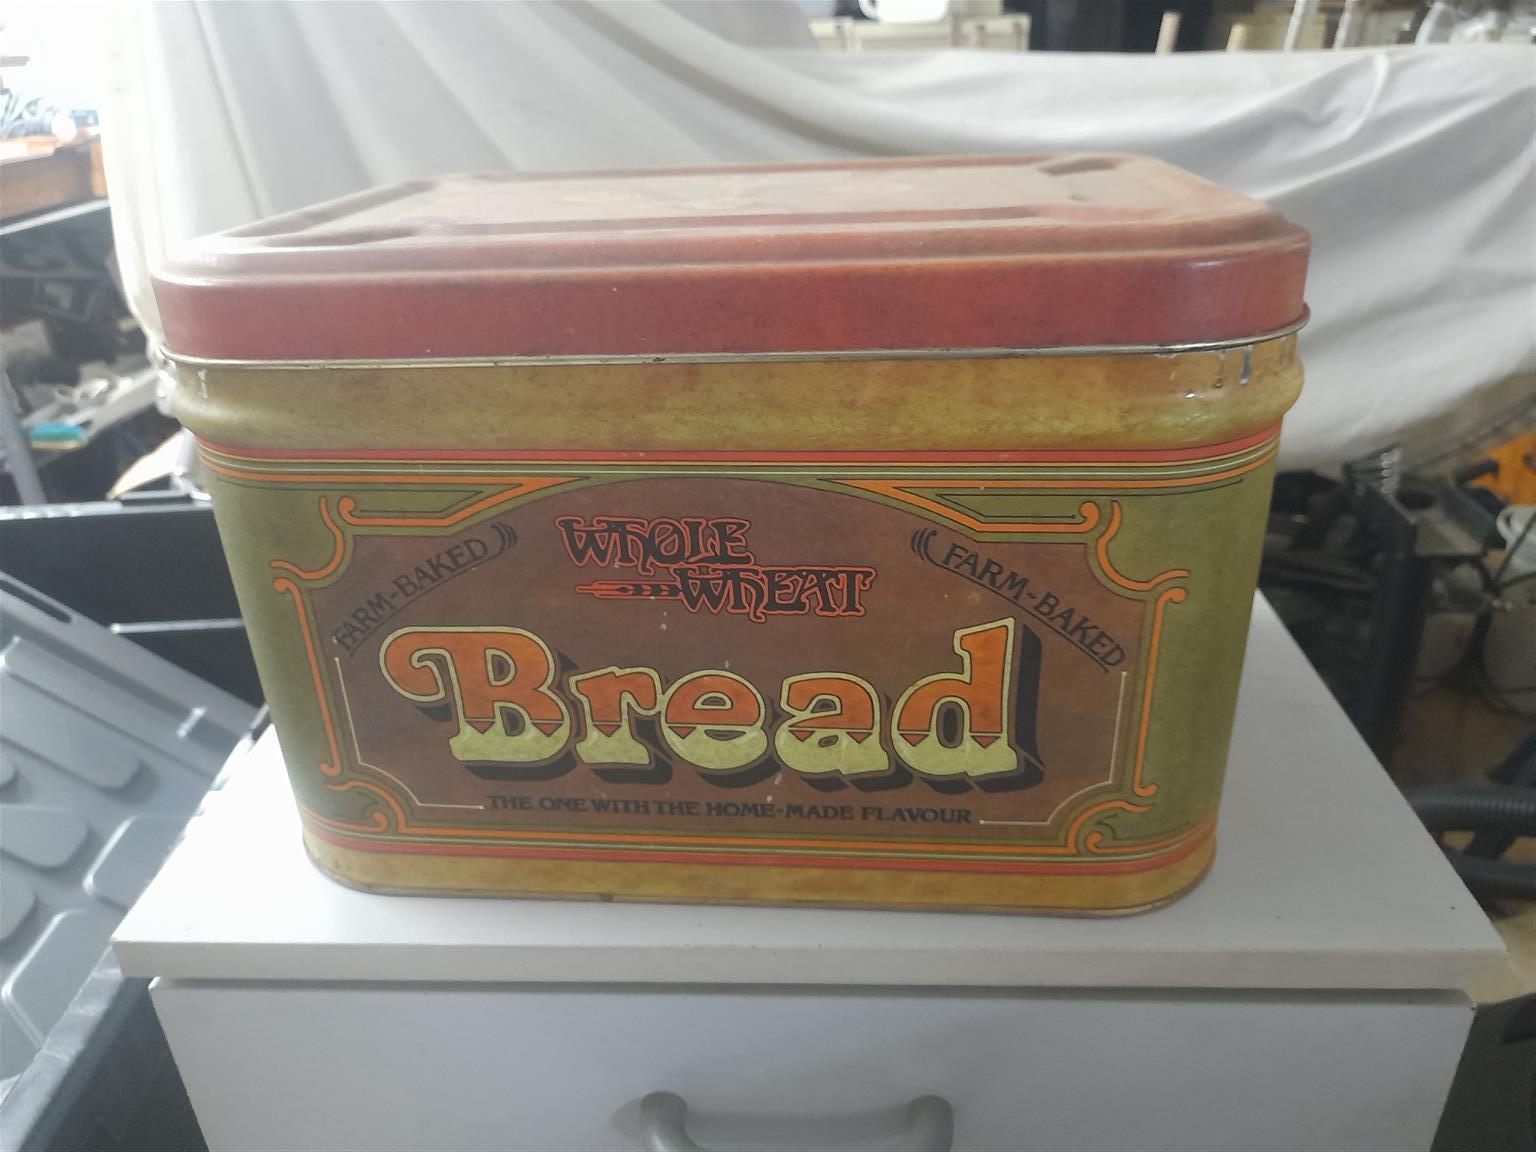 WHOLE
WHEAT
FARM-BAKED
FARM-BAKED
Bread
THE ONE WITH THE HOME-MADE FLAVOUR